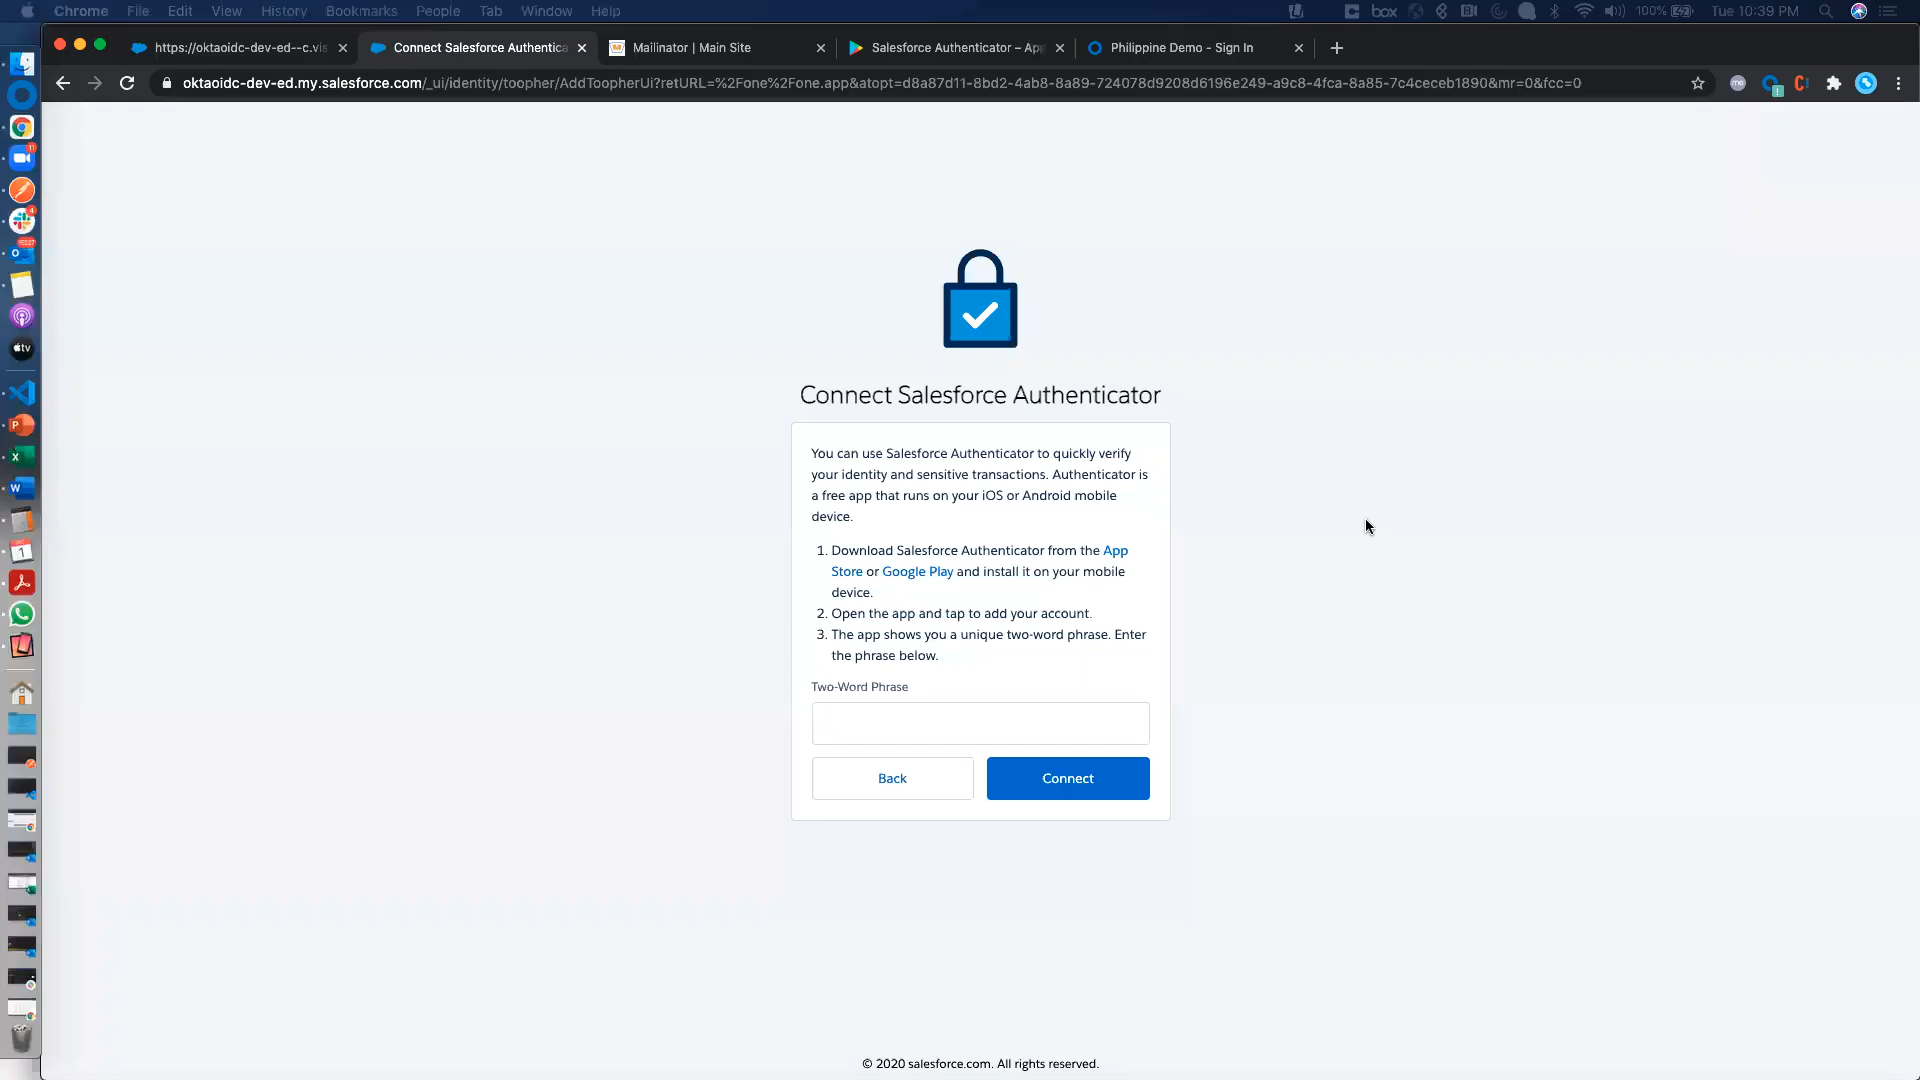 Chrome File Edit View History Bookmarks People Tab Window Help box 100% Tue 10:39 PM
https://oktaoidc-dev-ed--c.vis Connect Salesforce Authentica Mailinator | Main Site Salesforce Authenticator – Ap Philippine Demo - Sign In
oktaoidc-dev-ed.my.salesforce.com/_ui/identity/toopher/AddToopherUi?retURL=%2Fone%2Fone.app&atopt=d8a87d11-8bd2-4ab8-8a89-724078d9208d6196e249-a9c8-4fca-8a85-7c4ceceb1890&mr=0&fcc=0
Connect Salesforce Authenticator
You can use Salesforce Authenticator to quickly verify
your identity and sensitive transactions. Authenticator is
a free app that runs on your iOS or Android mobile
device.
1. Download Salesforce Authenticator from the App
Store or Google Play and install it on your mobile
device.
2. Open the app and tap to add your account.
3. The app shows you a unique two-word phrase. Enter
the phrase below.
Two-Word Phrase
Back Connect
© 2020 salesforce.com. All rights reserved.